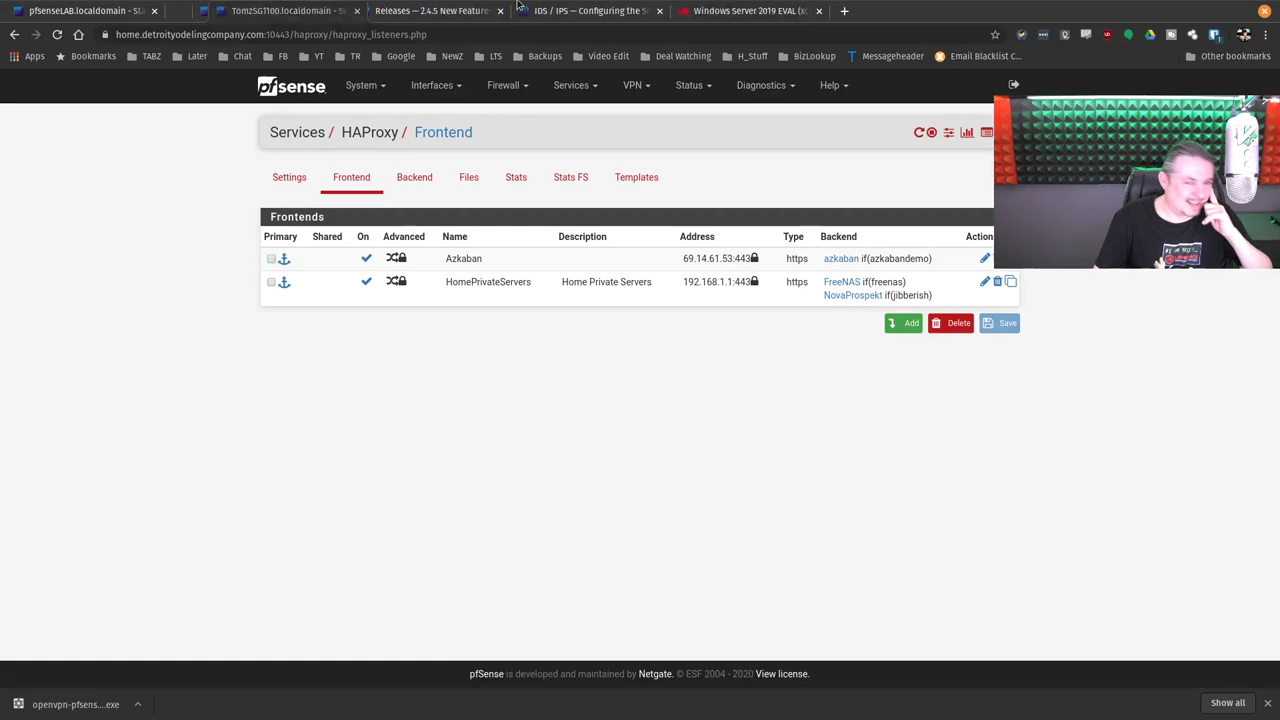 pfsenseLAB.localdomain - Sta
TomzSG1100.localdomain - S
Releases — 2.4.5 New Feature
IDS / IPS — Configuring the S
Windows Server 2019 EVAL (x
home.detroityodelingcompany.com:10443/haproxy/haproxy_listeners.php
Apps Bookmarks TABZ Later Chat FB YT TR Google NewZ LTS Backups Video Edit Deal Watching H_Stuff BizLookup Messageheader Email Blacklist C... Other bookmarks
pfsense System Interfaces Firewall Services VPN Status Diagnostics Help
Services / HAProxy / Frontend
Settings Frontend Backend Files Stats Stats FS Templates
Frontends
Primary Shared On Advanced Name Description Address Type Backend Action
Azkaban 69.14.61.53:443 https azkaban if(azkabandemo)
HomePrivateServers Home Private Servers 192.168.1.1:443 https FreeNAS if(freenas)
NovaProspekt if(jibberish)
Add Delete Save
pfSense is developed and maintained by Netgate. © ESF 2004 - 2020 View license.
openvpn-pfsens....exe Show all